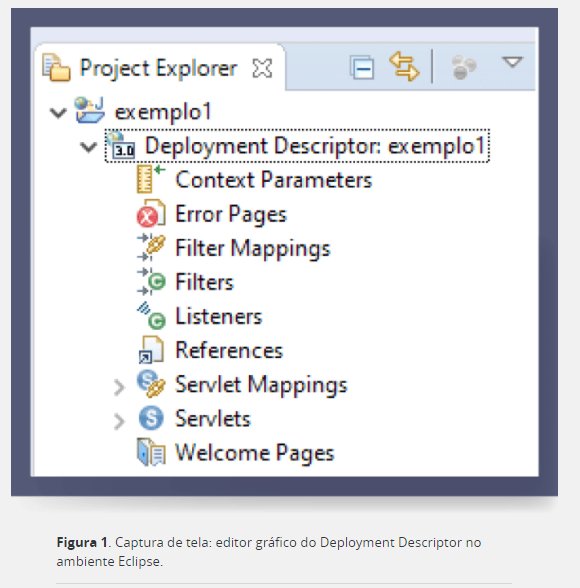 Project Explorer
exemplo1
3.0 Deployment Descriptor: exemplo1
Context Parameters
Error Pages
Filter Mappings
Filters
Listeners
References
Servlet Mappings
Servlets
Welcome Pages
Figura 1. Captura de tela: editor gráfico do Deployment Descriptor no
ambiente Eclipse.